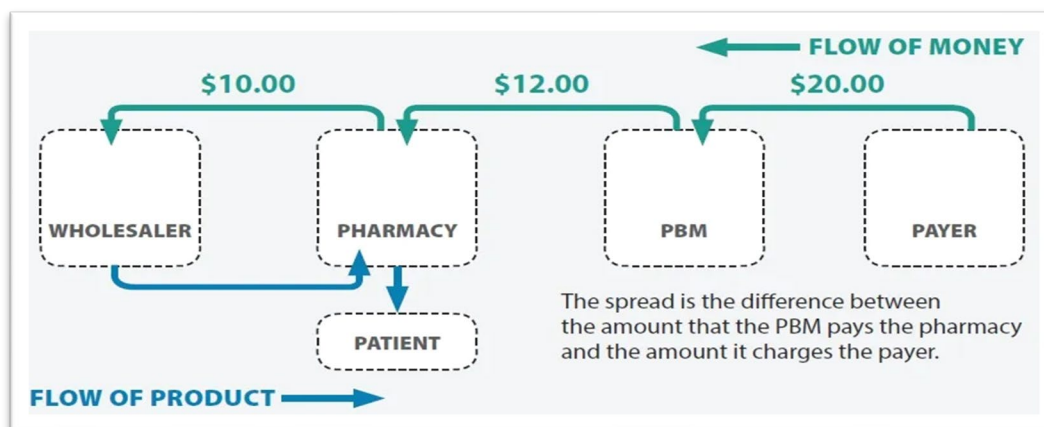 FLOW OF MONEY
$10.00
$12.00
$20.00
WHOLESALER
PHARMACY
PBM
PAYER
The spread is the difference between
the amount that the PBM pays the pharmacy
and the amount it charges the payer.
PATIENT
FLOW OF PRODUCT